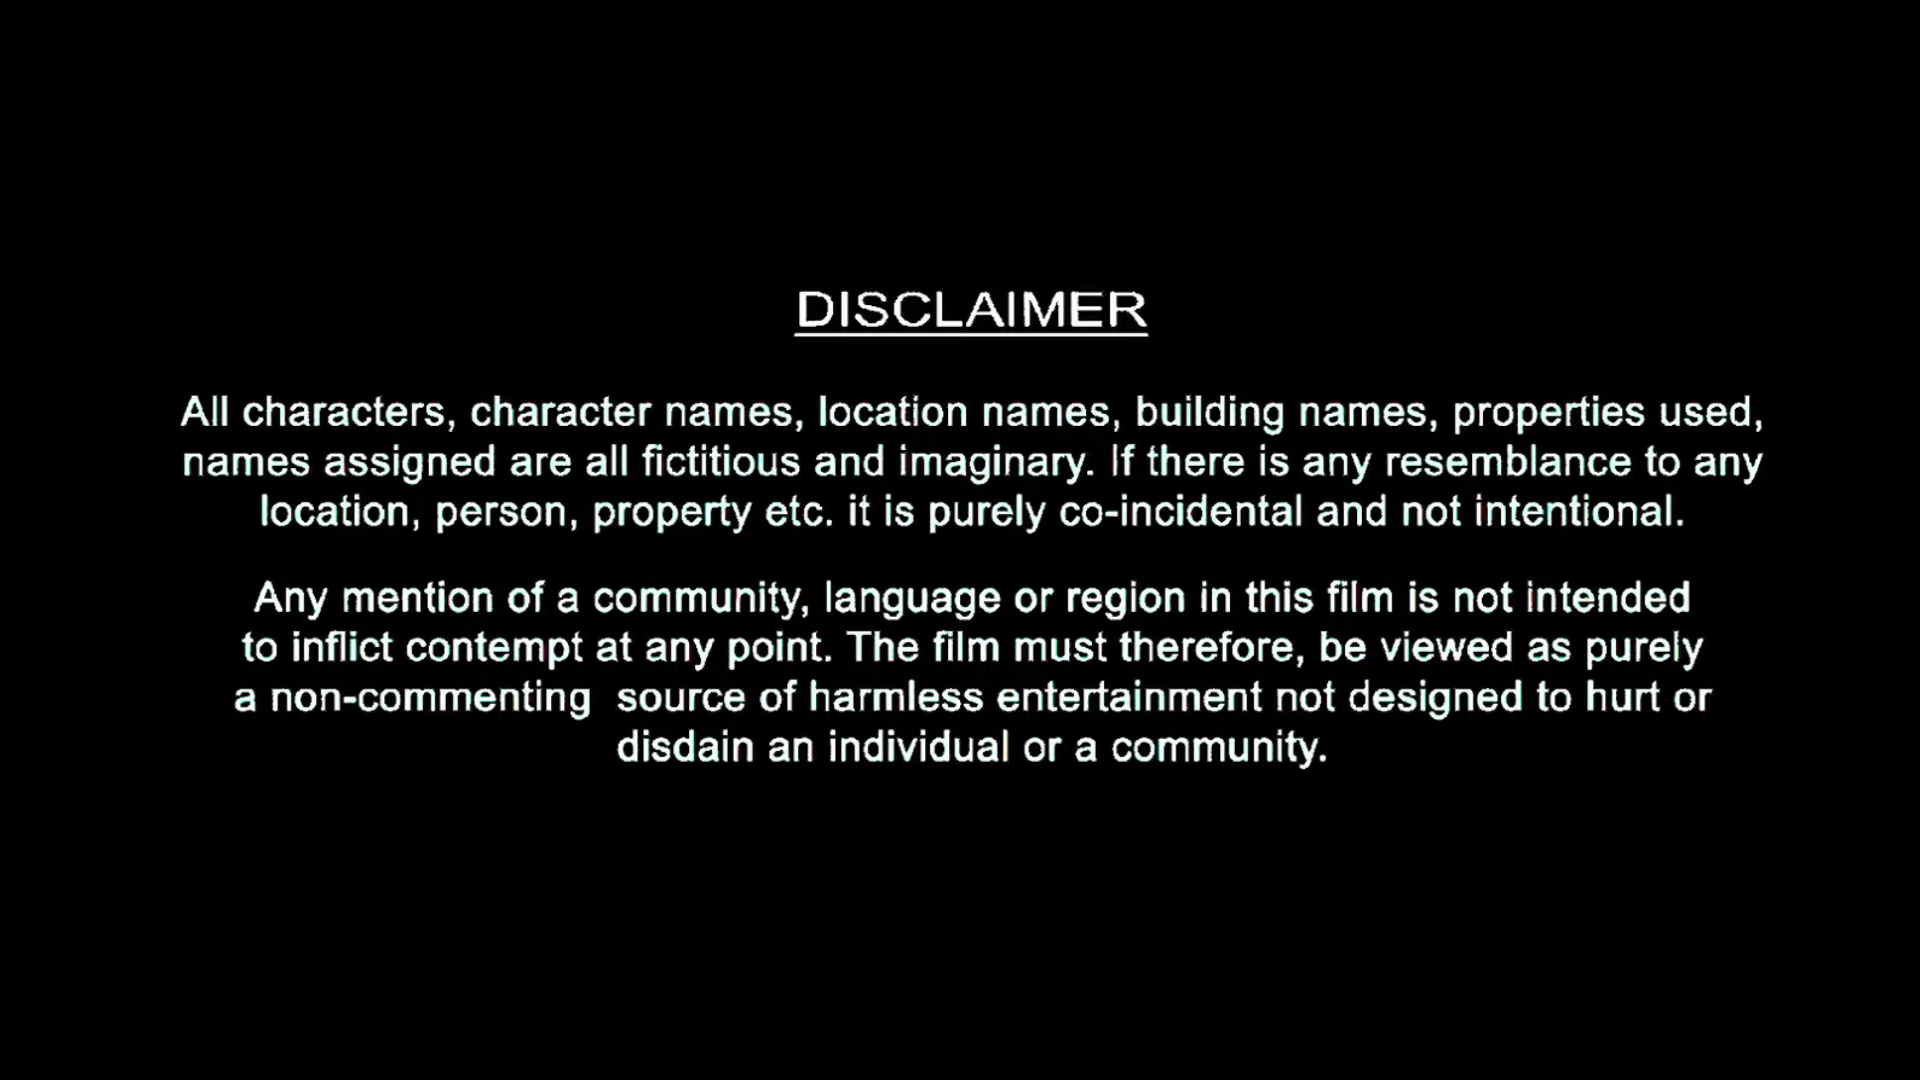 DISCLAIMER
All characters, character names, location names, building names, properties used,
names assigned are all fictitious and imaginary. If there is any resemblance to any
location, person, property etc. it is purely co-incidental and not intentional.
Any mention of a community, language or region in this film is not intended
to inflict contempt at any point. The film must therefore, be viewed as purely
a non-commenting  source of harmless entertainment not designed to hurt or
disdain an individual or a community.